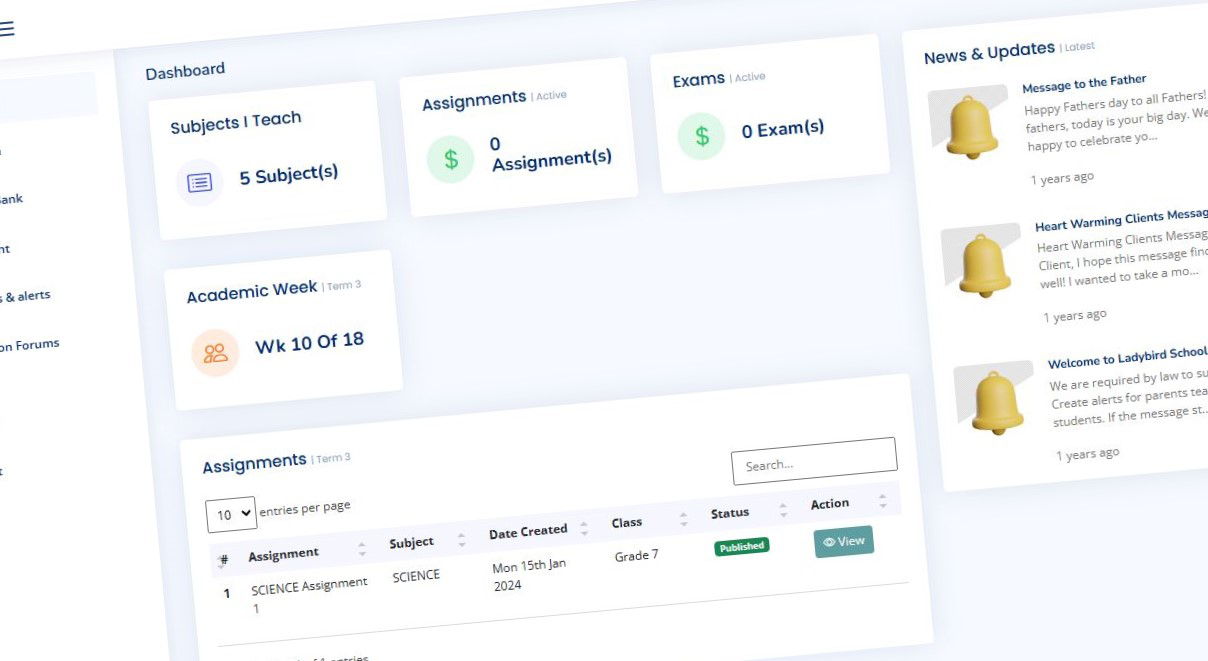 Dashboard
Subjects I Teach
5 Subject(s)
Assignments | Active
0
Assignment(s)
Exams | Active
0 Exam(s)
Academic Week | Term 3
Wk 10 Of 18
Assignments | Term 3
10 entries per page
Search...
# Assignment Subject Date Created Class Status Action
1 SCIENCE Assignment SCIENCE Mon 15th Jan Grade 7 Published View
1 2024
entries
News & Updates | Latest
Message to the Father
Happy Fathers day to all Fathers!
fathers, today is your big day. We
happy to celebrate yo...
1 years ago
Heart Warming Clients Messag
Heart Warming Clients Messag
Client, I hope this message find
well! I wanted to take a mo...
1 years ago
Welcome to Ladybird School
We are required by law to su
Create alerts for parents tea
students. If the message st...
1 years ago
s & alerts
on Forums